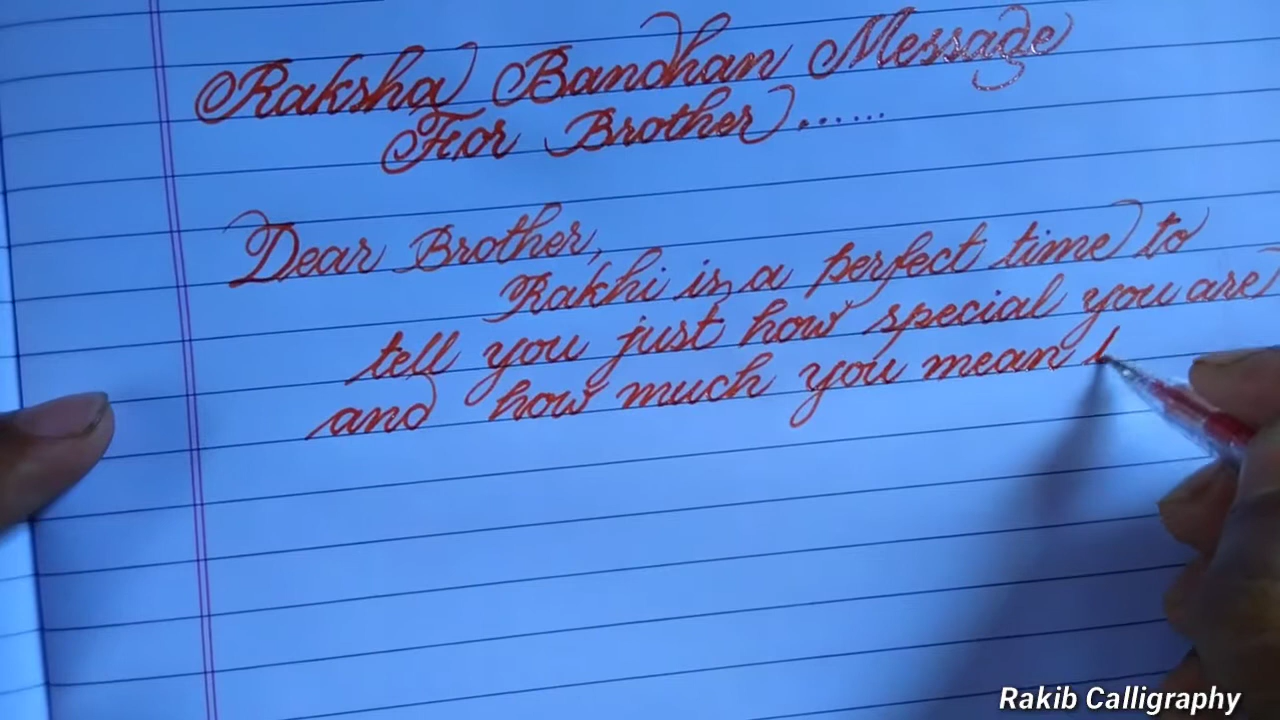 Raksha Bandhan Message
For Brother.......
Dear Brother,
Rakhi is a perfect time to
tell you just how special you are
and how much you mean
Rakib Calligraphy